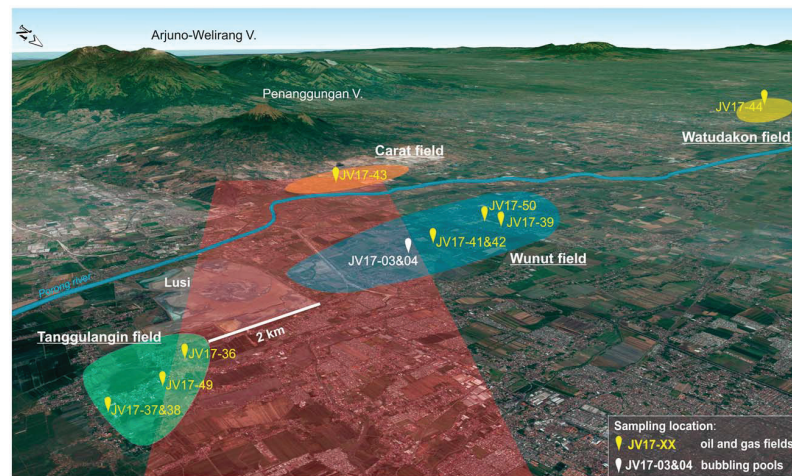 N
Arjuno-Welirang V.
Penanggungan V.
JV17-44
Watudakon field
Carat field
JV17-43
JV17-50
JV17-39
JV17-41&42
JV17-03&04
Wunut field
Porong river
Lusi
Tanggulangin field
2 km
JV17-36
JV17-49
JV17-37&38
Sampling location:
JV17-XX oil and gas fields
JV17-03&04 bubbling pools